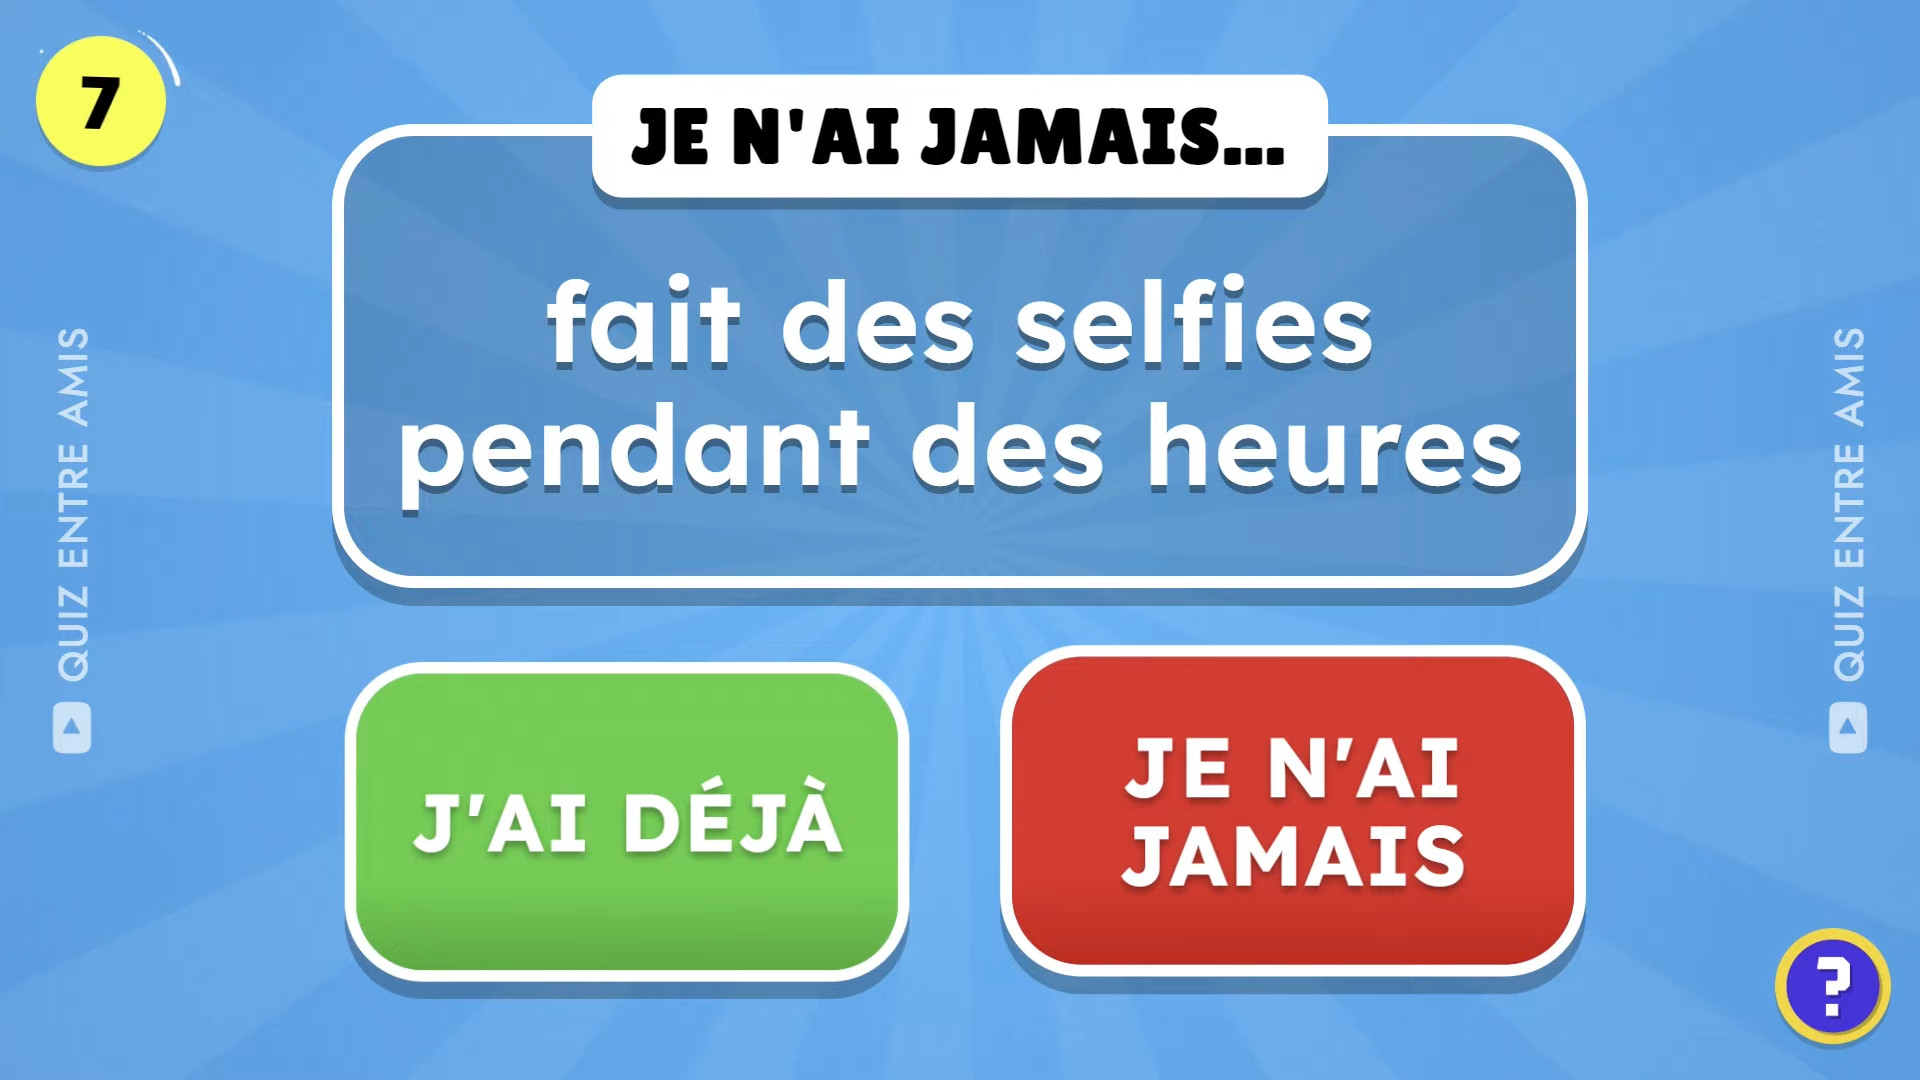 7
JE N'AI JAMAIS...
fait des selfies
pendant des heures
J'AI DÉJÀ
JE N'AI
JAMAIS
QUIZ ENTRE AMIS
QUIZ ENTRE AMIS
?